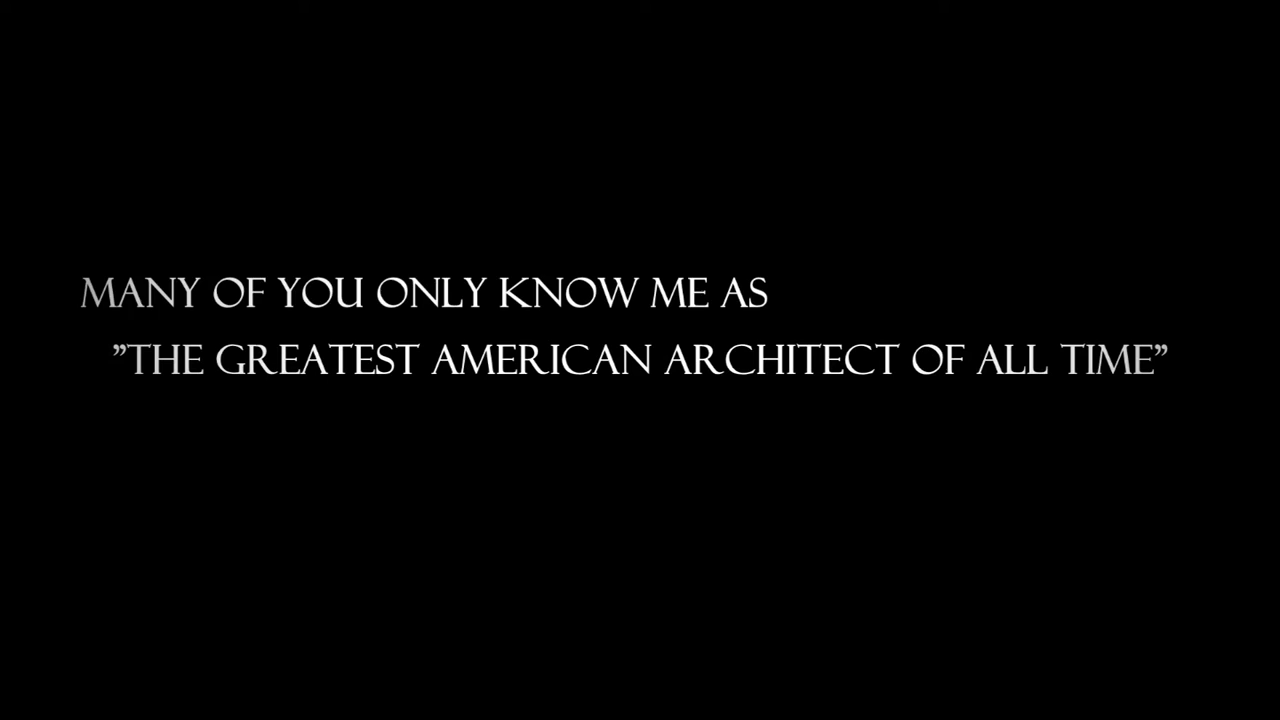 MANY OF YOU ONLY KNOW ME AS
”THE GREATEST AMERICAN ARCHITECT OF ALL TIME”